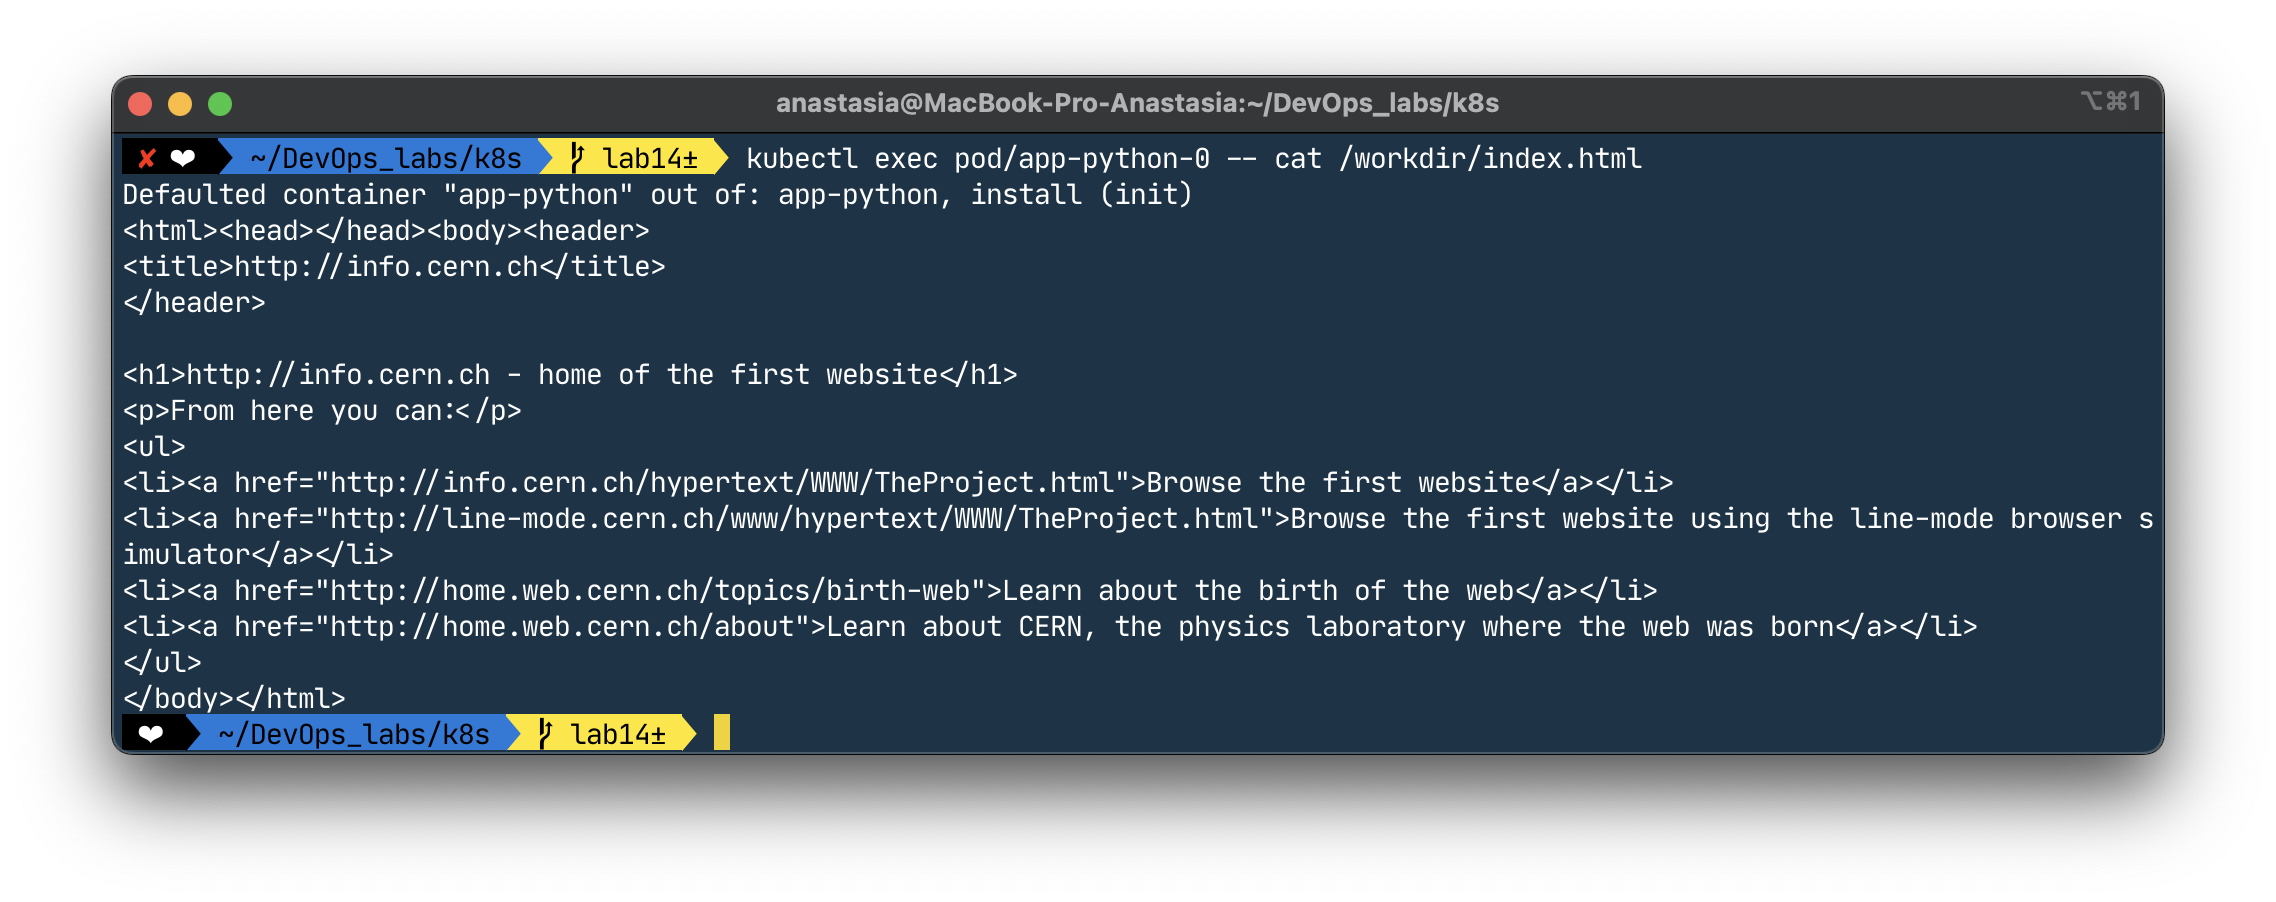 anastasia@MacBook-Pro-Anastasia:~/DevOps_labs/k8s ⌥⌘1
✘ ❤ ~/DevOps_labs/k8s lab14± kubectl exec pod/app-python-0 -- cat /workdir/index.html
Defaulted container "app-python" out of: app-python, install (init)
<html><head></head><body><header>
<title>http://info.cern.ch</title>
</header>

<h1>http://info.cern.ch - home of the first website</h1>
<p>From here you can:</p>
<ul>
<li><a href="http://info.cern.ch/hypertext/WWW/TheProject.html">Browse the first website</a></li>
<li><a href="http://line-mode.cern.ch/www/hypertext/WWW/TheProject.html">Browse the first website using the line-mode browser s
imulator</a></li>
<li><a href="http://home.web.cern.ch/topics/birth-web">Learn about the birth of the web</a></li>
<li><a href="http://home.web.cern.ch/about">Learn about CERN, the physics laboratory where the web was born</a></li>
</ul>
</body></html>
❤ ~/DevOps_labs/k8s lab14±